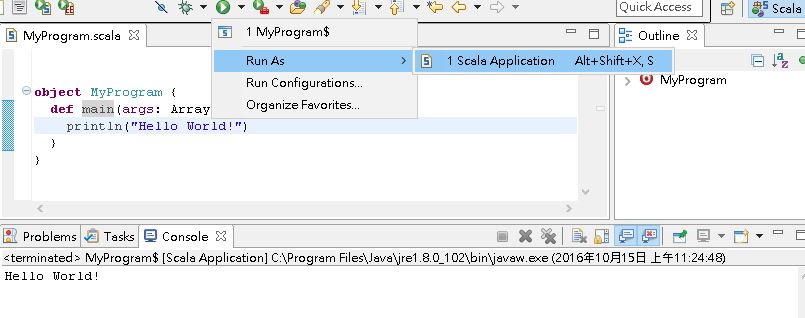 Quick Access
Scala
MyProgram.scala
1 MyProgram$
Run As
1 Scala Application Alt+Shift+X, S
Run Configurations...
Organize Favorites...
Outline
MyProgram
object MyProgram {
def main(args: Array
println("Hello World!")
}
}
Problems Tasks Console
<terminated> MyProgram$ [Scala Application] C:\Program Files\Java\jre1.8.0_102\bin\javaw.exe (2016年10月15日 上午11:24:48)
Hello World!